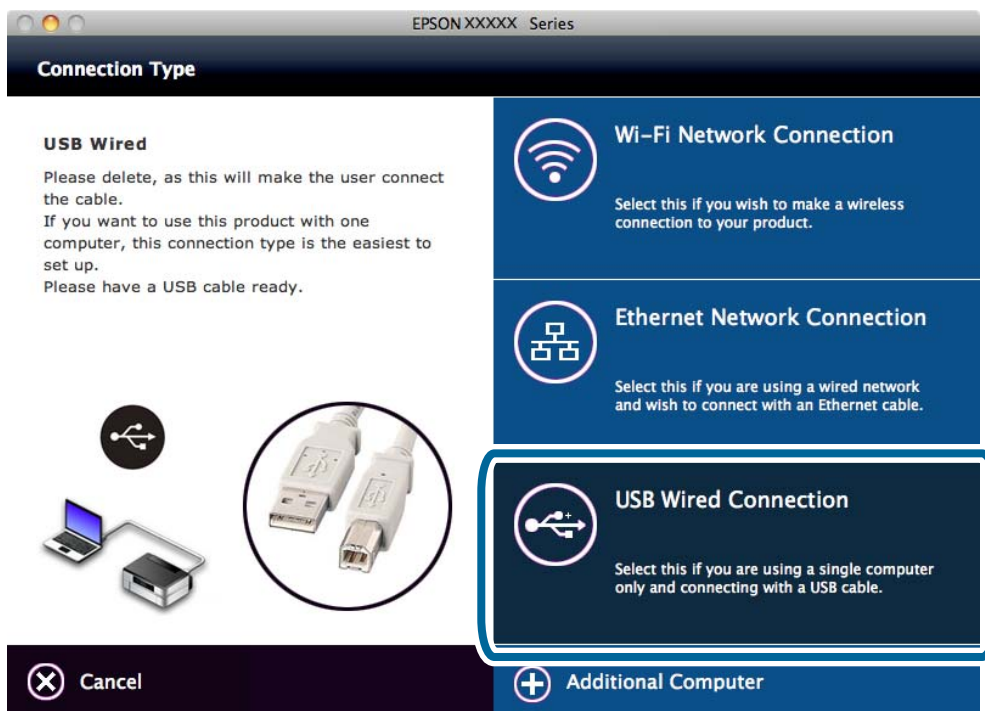 EPSON XXXXX Series
Connection Type
USB Wired
Please delete, as this will make the user connect
the cable.
If you want to use this product with one
computer, this connection type is the easiest to
set up.
Please have a USB cable ready.
Wi-Fi Network Connection
Select this if you wish to make a wireless
connection to your product.
Ethernet Network Connection
Select this if you are using a wired network
and wish to connect with an Ethernet cable.
USB Wired Connection
Select this if you are using a single computer
only and connecting with a USB cable.
Cancel
Additional Computer